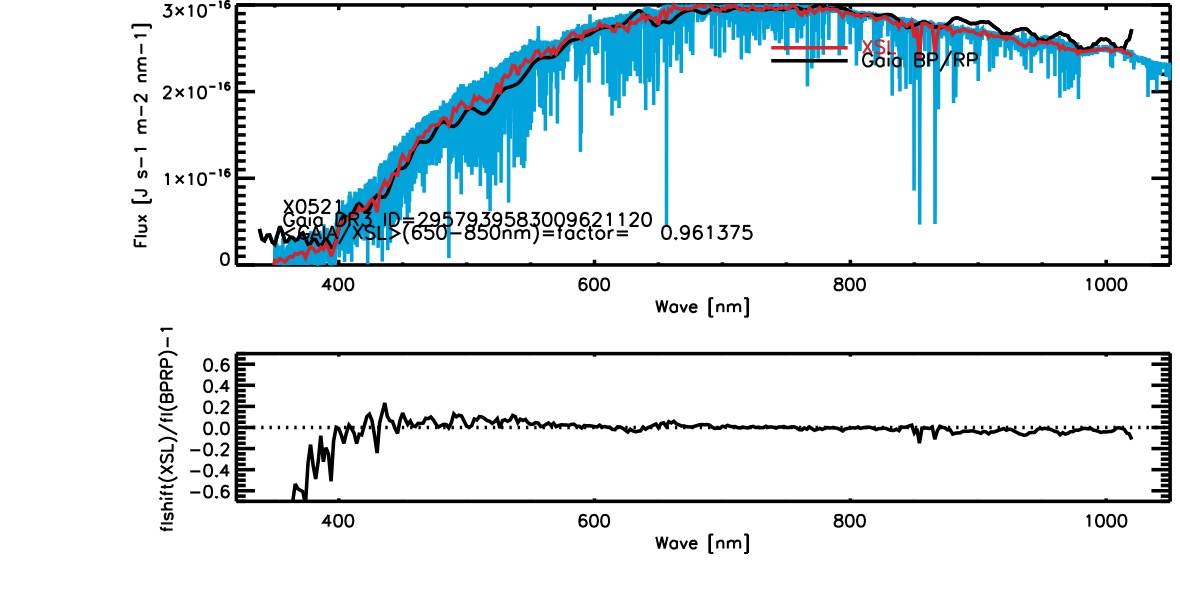 3×10⁻¹⁶
2×10⁻¹⁶
1×10⁻¹⁶
0
Flux [J s−1 m−2 nm−1]
XSL
Gaia BP/RP
X0521
Gaia DR3 ID=2957939583009621120
<GAIA/XSL>(650−850nm)=factor= 0.961375
400 600 800 1000
Wave [nm]
0.6
0.4
0.2
0.0
−0.2
−0.4
−0.6
flshift(XSL)/fl(BPRP)−1
400 600 800 1000
Wave [nm]